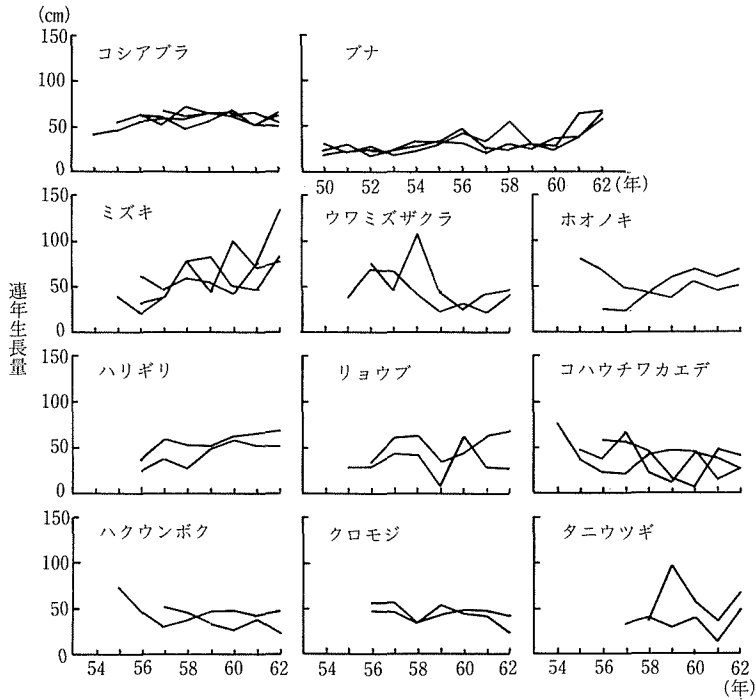 (cm)
150
100
50
0
コシアブラ
ブナ
50 52 54 56 58 60 62(年)
150
100
50
0
ミズキ
ウワミズザクラ
ホオノキ
連年生長量
150
100
50
0
ハリギリ
リョウブ
コハウチワカエデ
150
100
50
0
ハクウンボク
クロモジ
タニウツギ
54 56 58 60 62
54 56 58 60 62
54 56 58 60 62
(年)